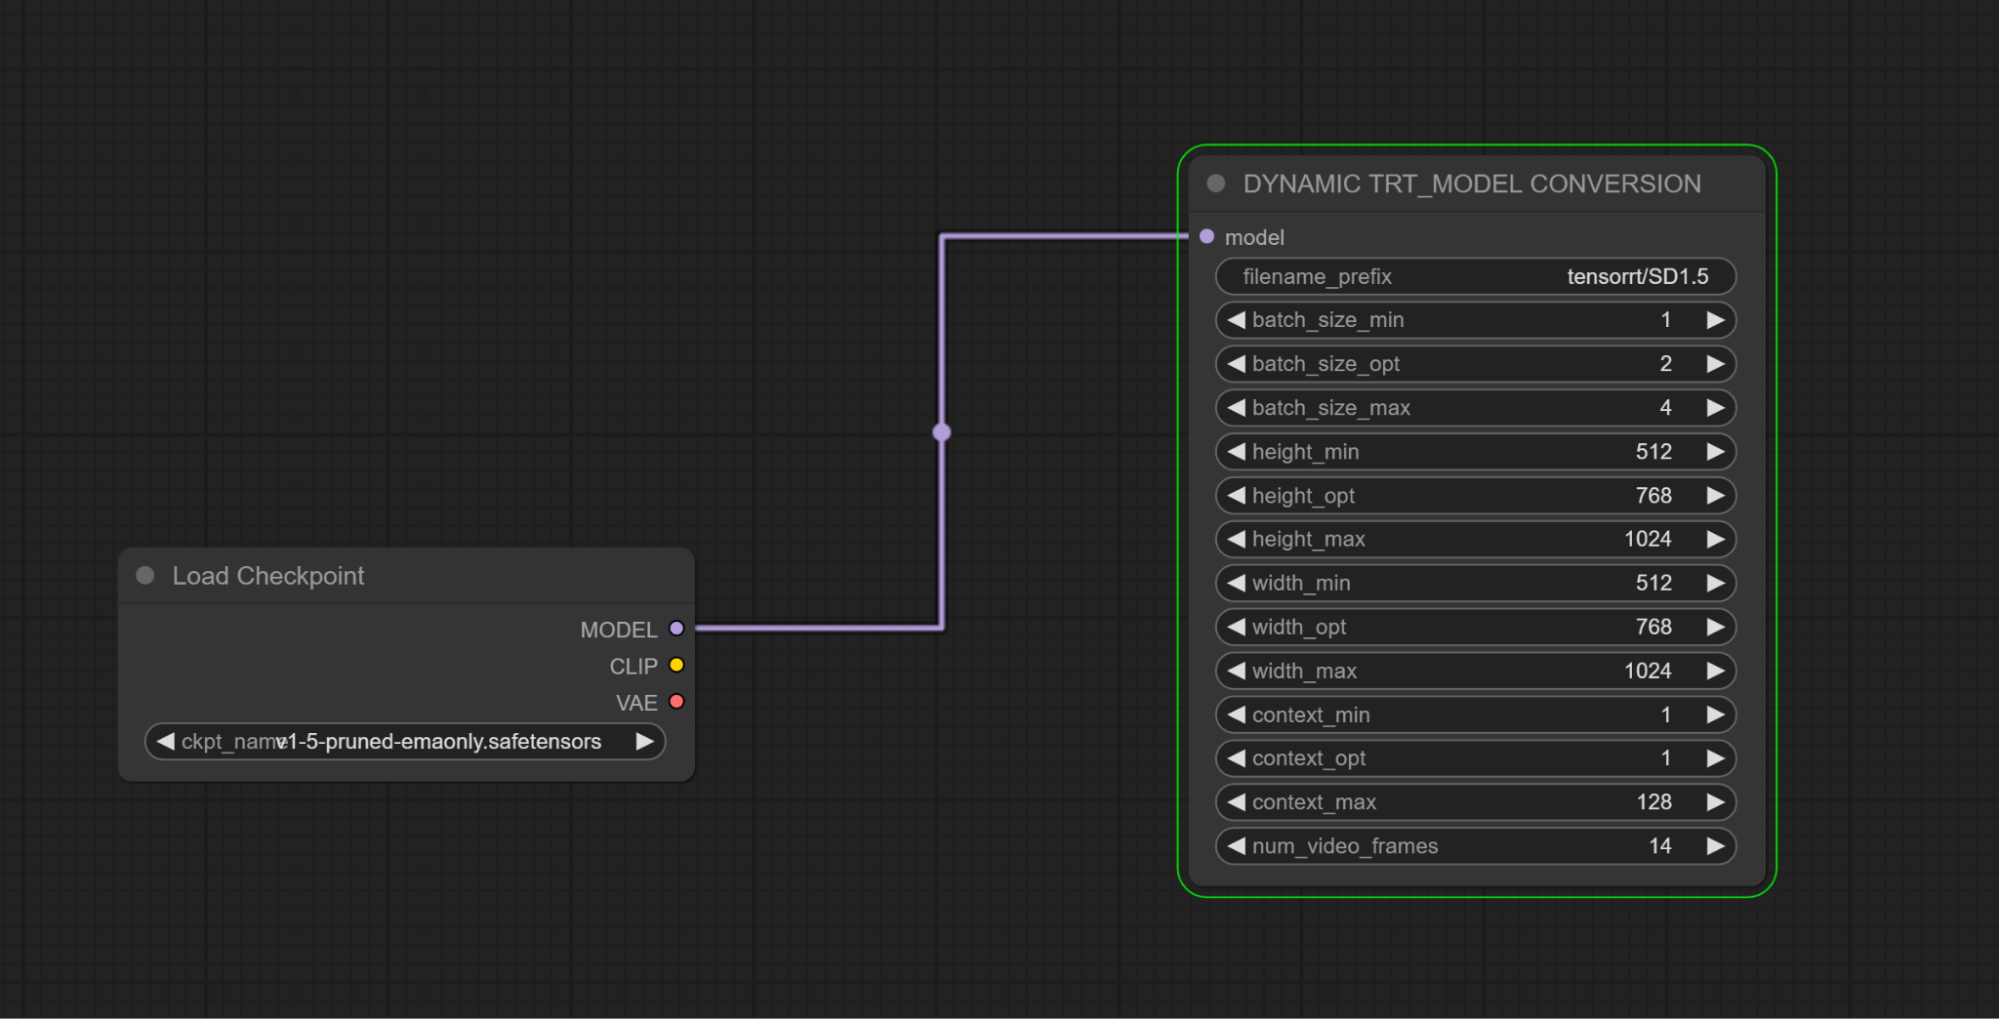 DYNAMIC TRT_MODEL CONVERSION
model
filename_prefix tensorrt/SD1.5
batch_size_min 1
batch_size_opt 2
batch_size_max 4
height_min 512
height_opt 768
height_max 1024
width_min 512
width_opt 768
width_max 1024
context_min 1
context_opt 1
context_max 128
num_video_frames 14
Load Checkpoint
MODEL
CLIP
VAE
ckpt_name v1-5-pruned-emaonly.safetensors